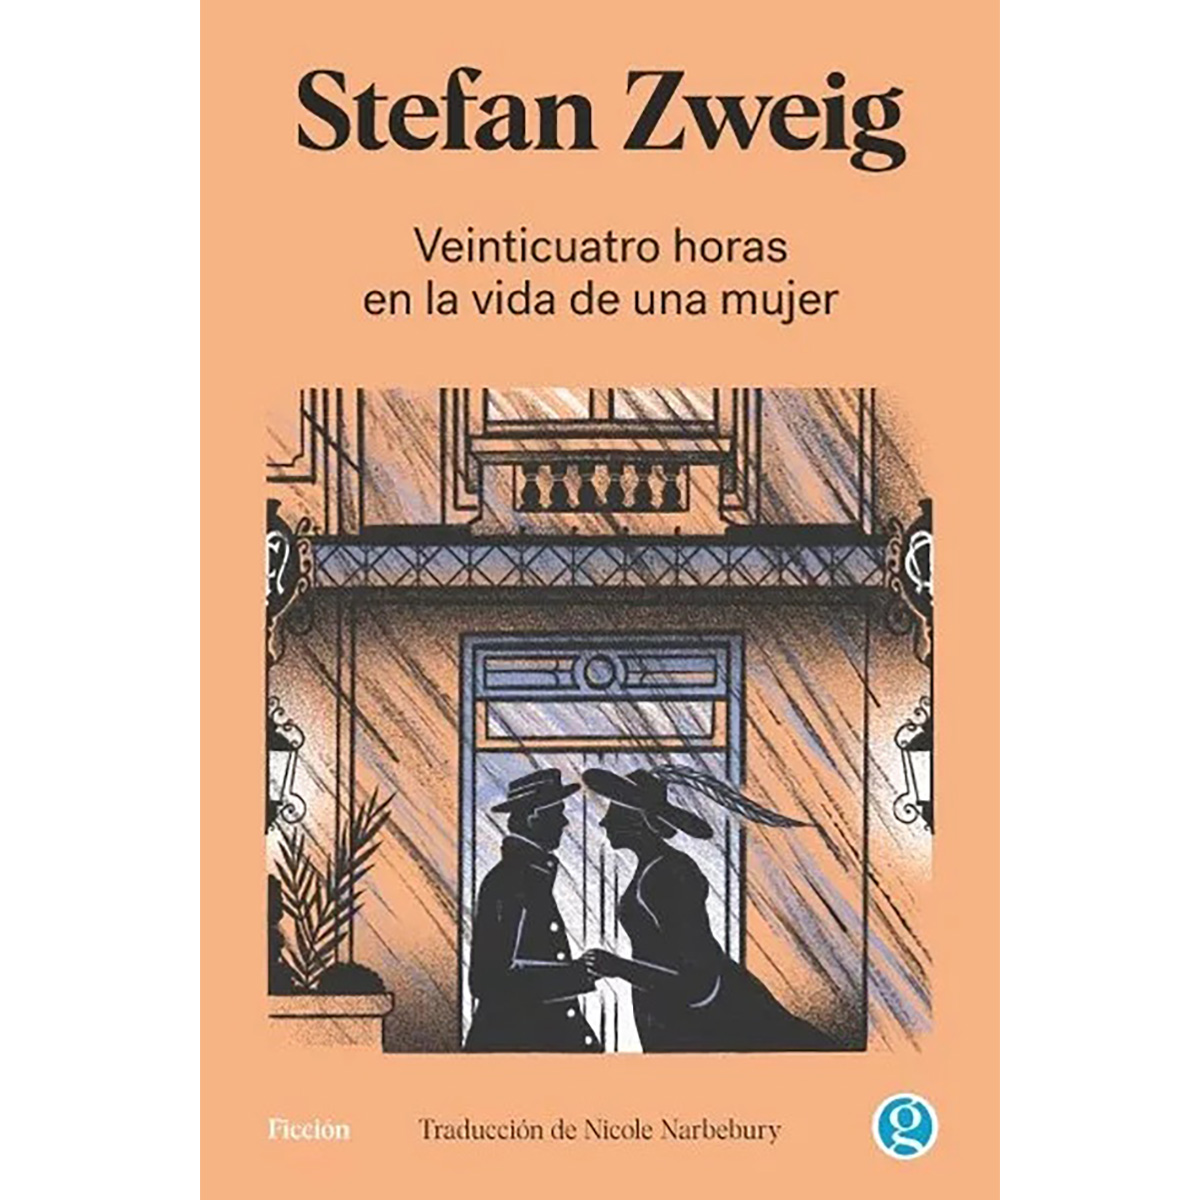 Stefan Zweig
Veinticuatro horas
en la vida de una mujer
Ficción
Traducción de Nicole Narbebury
g